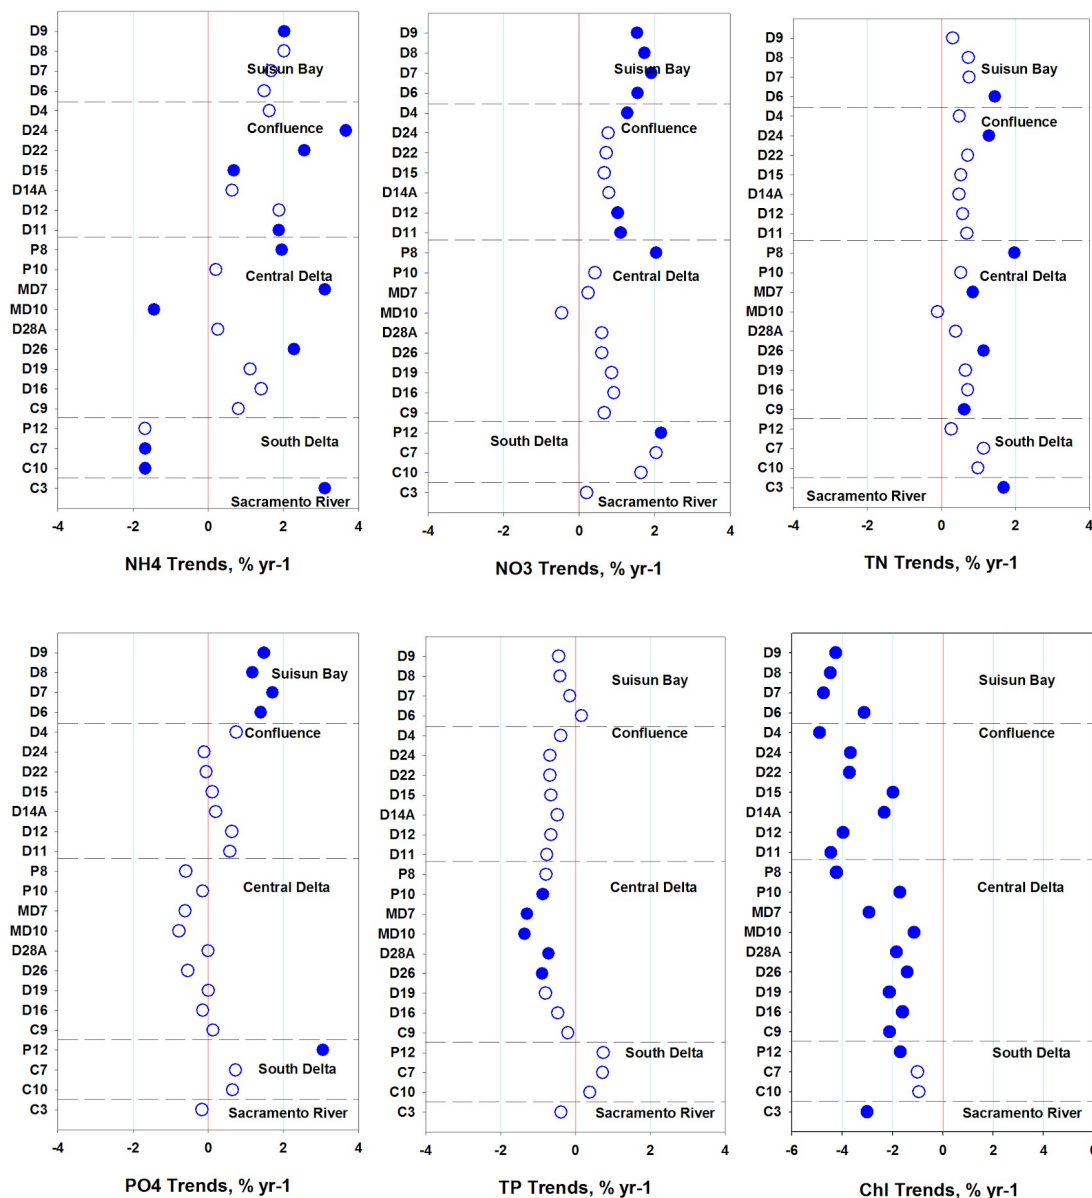 D9
D8
D7
Suisun Bay
D6
D4
Confluence
D24
D22
D15
D14A
D12
D11
P8
P10
Central Delta
MD7
MD10
D28A
D26
D19
D16
C9
P12
South Delta
C7
C10
C3
Sacramento River
-4 -2 0 2 4
NH4 Trends, % yr-1
D9
D8
Suisun Bay
D7
D6
D4
Confluence
D24
D22
D15
D14A
D12
D11
P8
Central Delta
P10
MD7
MD10
D28A
D26
D19
D16
C9
P12
South Delta
C7
C10
C3
Sacramento River
-4 -2 0 2 4
NO3 Trends, % yr-1
D9
D8
Suisun Bay
D7
D6
D4
Confluence
D24
D22
D15
D14A
D12
D11
P8
Central Delta
P10
MD7
MD10
D28A
D26
D19
D16
C9
P12
South Delta
C7
C10
C3
Sacramento River
-4 -2 0 2 4
TN Trends, % yr-1
D9
D8
Suisun Bay
D7
D6
D4
Confluence
D24
D22
D15
D14A
D12
D11
P8
Central Delta
P10
MD7
MD10
D28A
D26
D19
D16
C9
P12
South Delta
C7
C10
C3
Sacramento River
-4 -2 0 2 4
PO4 Trends, % yr-1
D9
D8
Suisun Bay
D7
D6
D4
Confluence
D24
D22
D15
D14A
D12
D11
P8
Central Delta
P10
MD7
MD10
D28A
D26
D19
D16
C9
P12
South Delta
C7
C10
C3
Sacramento River
-4 -2 0 2 4
TP Trends, % yr-1
D9
D8
Suisun Bay
D7
D6
D4
Confluence
D24
D22
D15
D14A
D12
D11
P8
Central Delta
P10
MD7
MD10
D28A
D26
D19
D16
C9
P12
South Delta
C7
C10
C3
Sacramento River
-6 -4 -2 0 2 4 6
Chl Trends, % yr-1